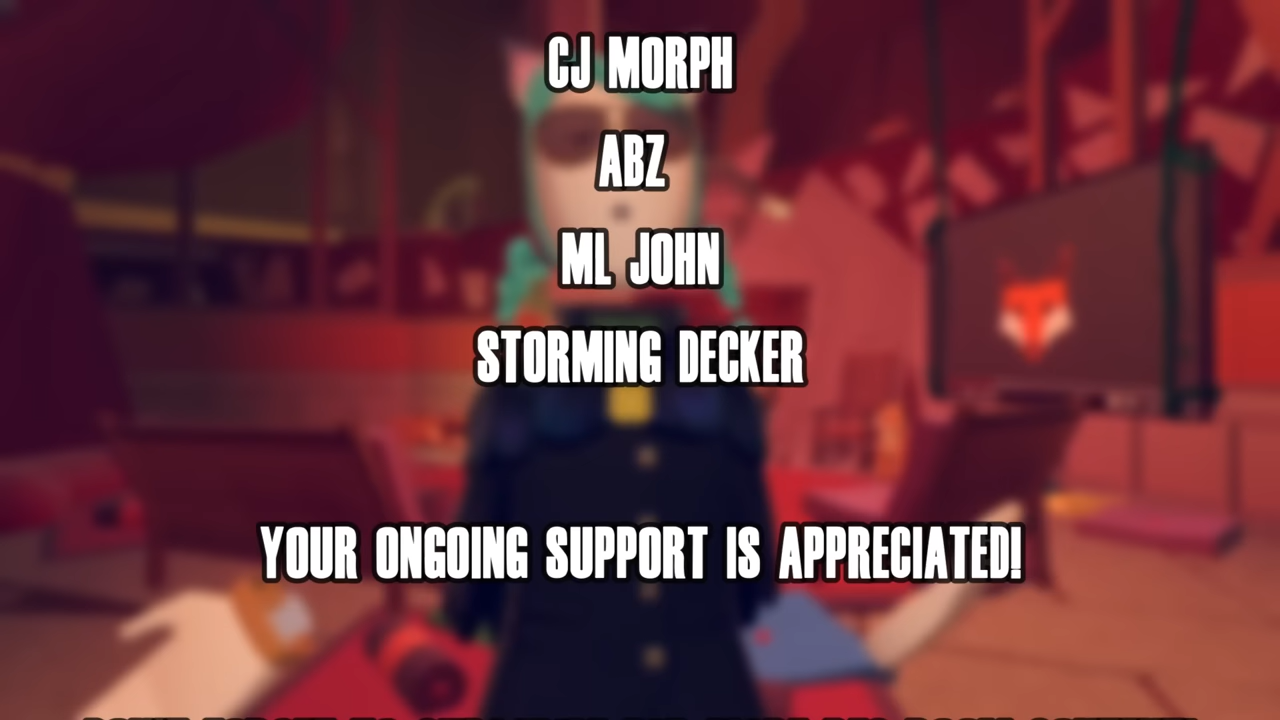 CJ MORPH
ABZ
ML JOHN
STORMING DECKER
YOUR ONGOING SUPPORT IS APPRECIATED!